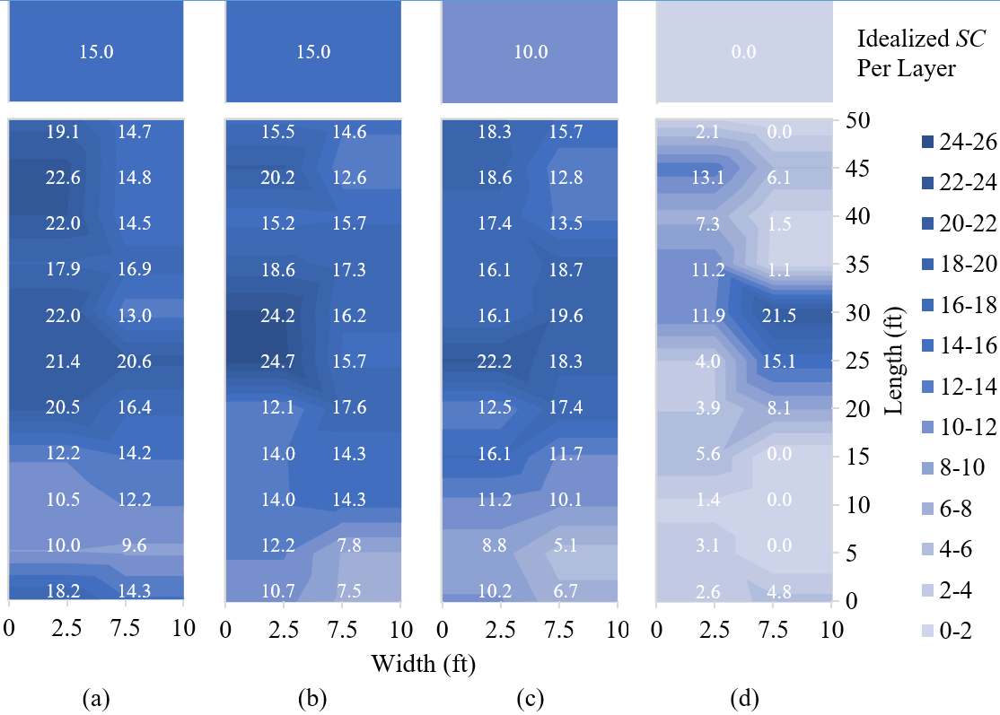 15.0 15.0 10.0 0.0
Idealized SC
Per Layer
19.1 14.7 15.5 14.6 18.3 15.7 2.1 0.0 50
22.6 14.8 20.2 12.6 18.6 12.8 13.1 6.1 45
22.0 14.5 15.2 15.7 17.4 13.5 7.3 1.5 40
17.9 16.9 18.6 17.3 16.1 18.7 11.2 1.1 35
22.0 13.0 24.2 16.2 16.1 19.6 11.9 21.5 30
21.4 20.6 24.7 15.7 22.2 18.3 4.0 15.1 25
20.5 16.4 12.1 17.6 12.5 17.4 3.9 8.1 20
12.2 14.2 14.0 14.3 16.1 11.7 5.6 0.0 15
10.5 12.2 14.0 14.3 11.2 10.1 1.4 0.0 10
10.0 9.6 12.2 7.8 8.8 5.1 3.1 0.0 5
18.2 14.3 10.7 7.5 10.2 6.7 2.6 4.8 0
Length (ft)
24-26
22-24
20-22
18-20
16-18
14-16
12-14
10-12
8-10
6-8
4-6
2-4
0-2
0 2.5 7.5 10 0 2.5 7.5 10 0 2.5 7.5 10 0 2.5 7.5 10
Width (ft)
(a) (b) (c) (d)